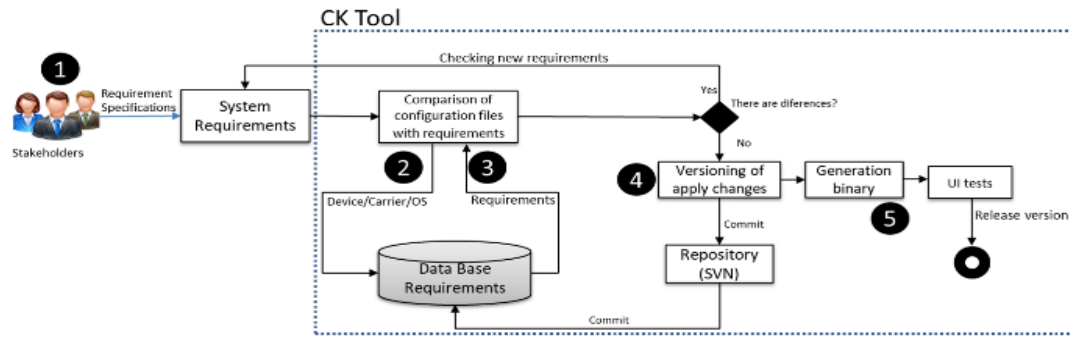 CK Tool
Checking new requirements
1
Requirement
Specifications
Stakeholders
System
Requirements
Comparison of
configuration files
with requirements
Yes
There are diferences?
No
2
3
Device/Carrier/OS
Requirements
Data Base
Requirements
4
Versioning of
apply changes
Generation
binary
5
UI tests
Release version
Commit
Repository
(SVN)
Commit